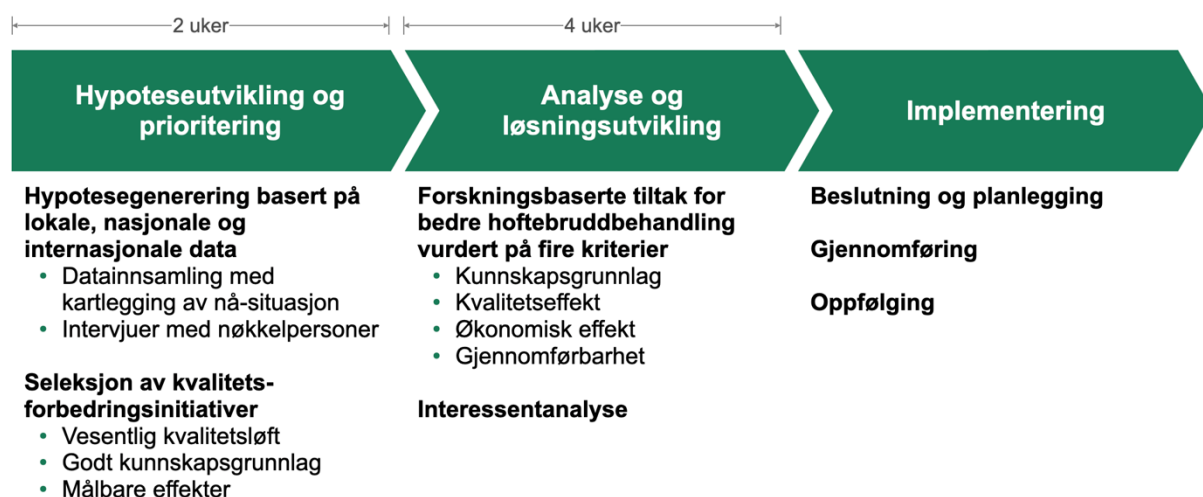 2 uker
4 uker
Hypoteseutvikling og
prioritering
Analyse og
løsningsutvikling
Implementering
Hypotesegenerering basert på
lokale, nasjonale og
internasjonale data
• Datainnsamling med
kartlegging av nå-situasjon
• Intervjuer med nøkkelpersoner
Seleksjon av kvalitets-
forbedringsinitiativer
• Vesentlig kvalitetsløft
• Godt kunnskapsgrunnlag
• Målbare effekter
Forskningsbaserte tiltak for
bedre hoftebruddbehandling
vurdert på fire kriterier
• Kunnskapsgrunnlag
• Kvalitetseffekt
• Økonomisk effekt
• Gjennomførbarhet
Interessentanalyse
Beslutning og planlegging
Gjennomføring
Oppfølging